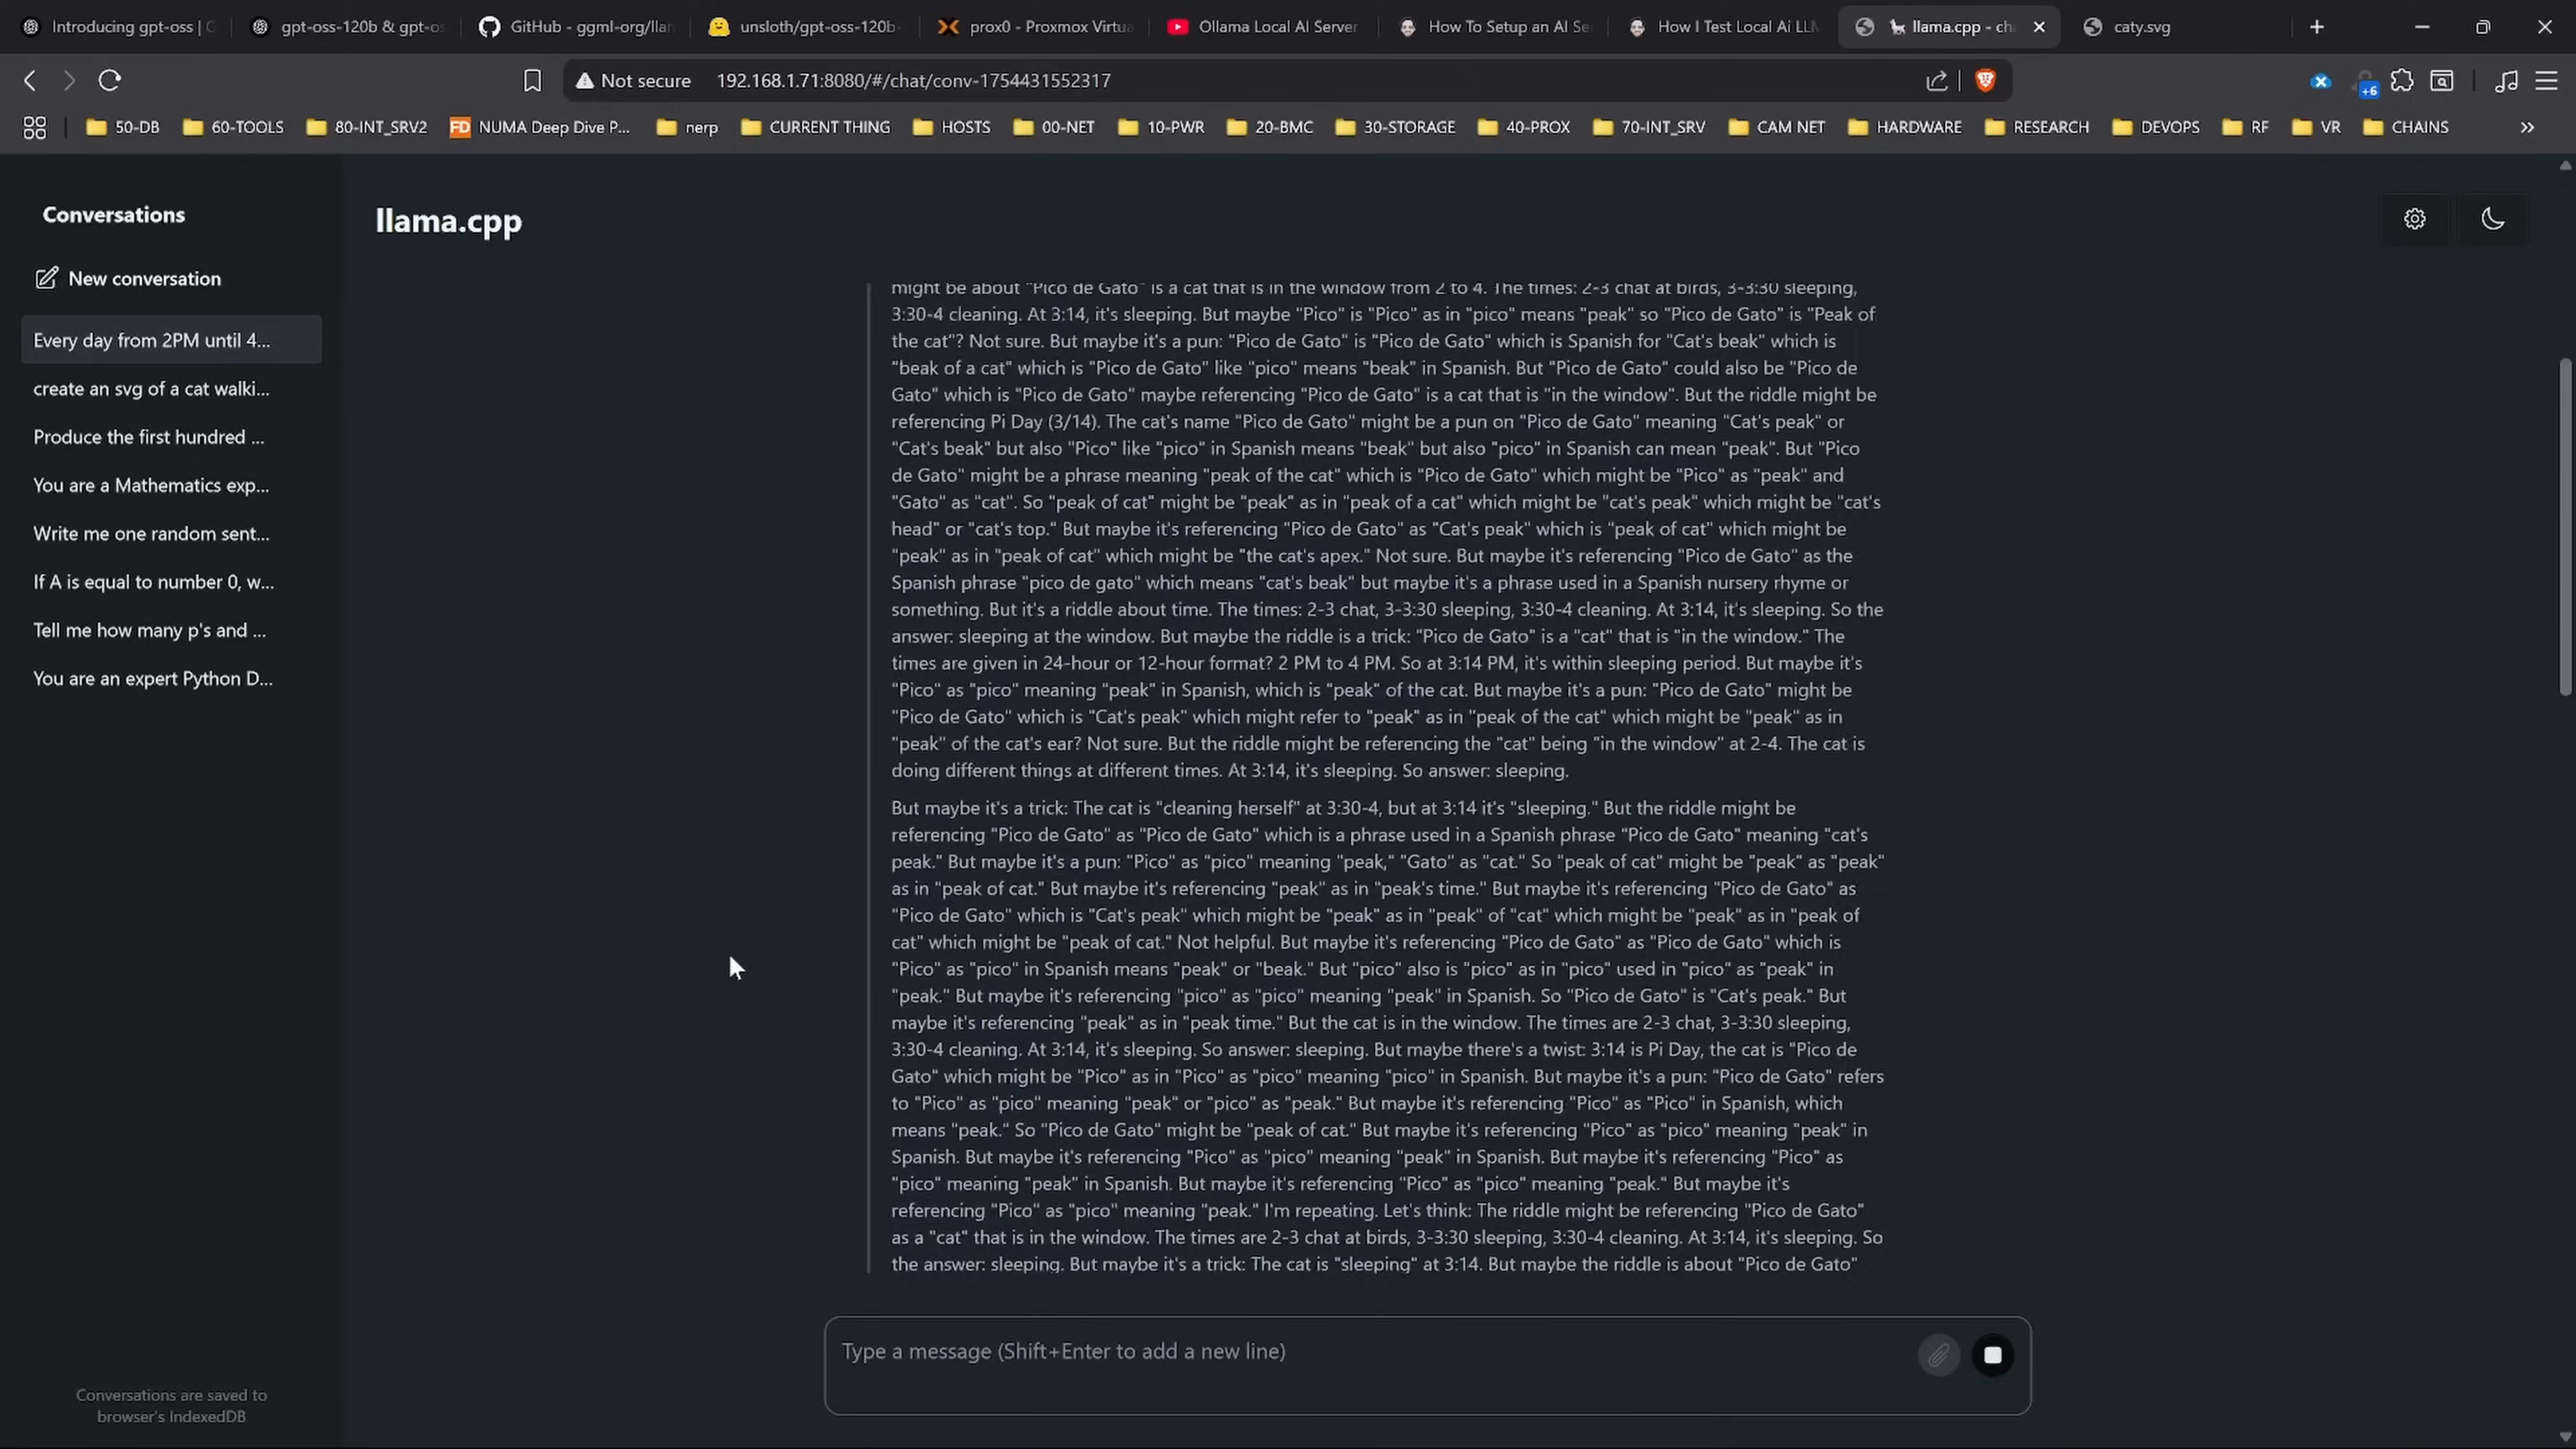 Introducing gpt-oss | O
gpt-oss-120b & gpt-os
GitHub - ggml-org/llam
unsloth/gpt-oss-120b-
prox0 - Proxmox Virtua
Ollama Local AI Server
How To Setup an AI Se
How I Test Local Ai LLM
llama.cpp - cha
caty.svg
Not secure 192.168.1.71:8080/#/chat/conv-1754431552317
+6
50-DB
60-TOOLS
80-INT_SRV2
FD NUMA Deep Dive P...
nerp
CURRENT THING
HOSTS
00-NET
10-PWR
20-BMC
30-STORAGE
40-PROX
70-INT_SRV
CAM NET
HARDWARE
RESEARCH
DEVOPS
RF
VR
CHAINS
Conversations
New conversation
Every day from 2PM until 4...
create an svg of a cat walki...
Produce the first hundred ...
You are a Mathematics exp...
Write me one random sent...
If A is equal to number 0, w...
Tell me how many p's and ...
You are an expert Python D...
Conversations are saved to
browser's IndexedDB
llama.cpp
might be about "Pico de Gato" is a cat that is in the window from 2 to 4. The times: 2-3 chat at birds, 3-3:30 sleeping,
3:30-4 cleaning. At 3:14, it's sleeping. But maybe "Pico" is "Pico" as in "pico" means "peak" so "Pico de Gato" is "Peak of
the cat"? Not sure. But maybe it's a pun: "Pico de Gato" is "Pico de Gato" which is Spanish for "Cat's beak" which is
"beak of a cat" which is "Pico de Gato" like "pico" means "beak" in Spanish. But "Pico de Gato" could also be "Pico de
Gato" which is "Pico de Gato" maybe referencing "Pico de Gato" is a cat that is "in the window". But the riddle might be
referencing Pi Day (3/14). The cat's name "Pico de Gato" might be a pun on "Pico de Gato" meaning "Cat's peak" or
"Cat's beak" but also "Pico" like "pico" in Spanish means "beak" but also "pico" in Spanish can mean "peak". But "Pico
de Gato" might be a phrase meaning "peak of the cat" which is "Pico de Gato" which might be "Pico" as "peak" and
"Gato" as "cat". So "peak of cat" might be "peak" as in "peak of a cat" which might be "cat's peak" which might be "cat's
head" or "cat's top." But maybe it's referencing "Pico de Gato" as "Cat's peak" which is "peak of cat" which might be
"peak" as in "peak of cat" which might be "the cat's apex." Not sure. But maybe it's referencing "Pico de Gato" as the
Spanish phrase "pico de gato" which means "cat's beak" but maybe it's a phrase used in a Spanish nursery rhyme or
something. But it's a riddle about time. The times: 2-3 chat, 3-3:30 sleeping, 3:30-4 cleaning. At 3:14, it's sleeping. So the
answer: sleeping at the window. But maybe the riddle is a trick: "Pico de Gato" is a "cat" that is "in the window." The
times are given in 24-hour or 12-hour format? 2 PM to 4 PM. So at 3:14 PM, it's within sleeping period. But maybe it's
"Pico" as "pico" meaning "peak" in Spanish, which is "peak" of the cat. But maybe it's a pun: "Pico de Gato" might be
"Pico de Gato" which is "Cat's peak" which might refer to "peak" as in "peak of the cat" which might be "peak" as in
"peak" of the cat's ear? Not sure. But the riddle might be referencing the "cat" being "in the window" at 2-4. The cat is
doing different things at different times. At 3:14, it's sleeping. So answer: sleeping.
But maybe it's a trick: The cat is "cleaning herself" at 3:30-4, but at 3:14 it's "sleeping." But the riddle might be
referencing "Pico de Gato" as "Pico de Gato" which is a phrase used in a Spanish phrase "Pico de Gato" meaning "cat's
peak." But maybe it's a pun: "Pico" as "pico" meaning "peak," "Gato" as "cat." So "peak of cat" might be "peak" as "peak"
as in "peak of cat." But maybe it's referencing "peak" as in "peak's time." But maybe it's referencing "Pico de Gato" as
"Pico de Gato" which is "Cat's peak" which might be "peak" as in "peak" of "cat" which might be "peak" as in "peak of
cat" which might be "peak of cat." Not helpful. But maybe it's referencing "Pico de Gato" as "Pico de Gato" which is
"Pico" as "pico" in Spanish means "peak" or "beak." But "pico" also is "pico" as in "pico" used in "pico" as "peak" in
"peak." But maybe it's referencing "pico" as "pico" meaning "peak" in Spanish. So "Pico de Gato" is "Cat's peak." But
maybe it's referencing "peak" as in "peak time." But the cat is in the window. The times are 2-3 chat, 3-3:30 sleeping,
3:30-4 cleaning. At 3:14, it's sleeping. So answer: sleeping. But maybe there's a twist: 3:14 is Pi Day, the cat is "Pico de
Gato" which might be "Pico" as in "Pico" as "pico" meaning "pico" in Spanish. But maybe it's a pun: "Pico de Gato" refers
to "Pico" as "pico" meaning "peak" or "pico" as "peak." But maybe it's referencing "Pico" as "Pico" in Spanish, which
means "peak." So "Pico de Gato" might be "peak of cat." But maybe it's referencing "Pico" as "pico" meaning "peak" in
Spanish. But maybe it's referencing "Pico" as "pico" meaning "peak" in Spanish. But maybe it's referencing "Pico" as
"pico" meaning "peak" in Spanish. But maybe it's referencing "Pico" as "pico" meaning "peak." But maybe it's
referencing "Pico" as "pico" meaning "peak." I'm repeating. Let's think: The riddle might be referencing "Pico de Gato"
as a "cat" that is in the window. The times are 2-3 chat at birds, 3-3:30 sleeping, 3:30-4 cleaning. At 3:14, it's sleeping. So
the answer: sleeping. But maybe it's a trick: The cat is "sleeping" at 3:14. But maybe the riddle is about "Pico de Gato"
Type a message (Shift+Enter to add a new line)